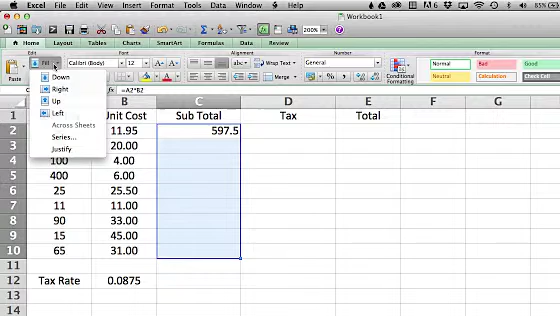 Excel File Edit View Insert Format Tools Data Window Help 85%
Workbook1
200%
Home Layout Tables Charts SmartArt Formulas Data Review
Edit Font Alignment Number Format
Paste Fill Calibri (Body) 12 A A abc Wrap Text General Conditional Formatting Normal Bad Good
Merge Neutral Calculation Check Cell
Down
Right
Up
Left
Across Sheets
Series...
Justify
=A2*B2
B C D E F G
1 Unit Cost Sub Total Tax Total
2 11.95 597.5
3 20.00
4 100 4.00
5 400 6.00
6 25 25.50
7 11 11.00
8 90 33.00
9 15 45.00
10 65 31.00
11
12 Tax Rate 0.0875
13
14